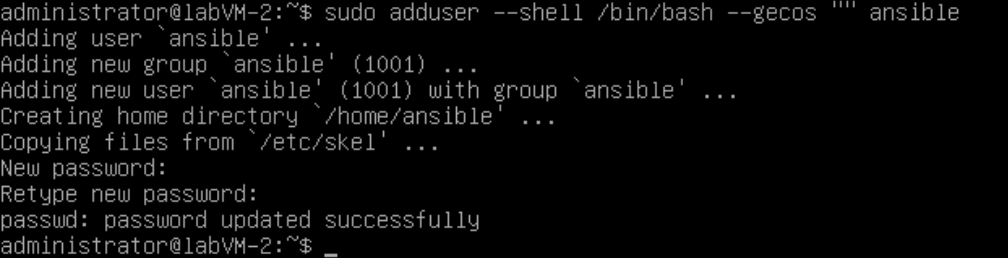 administrator@labVM-2:~$ sudo adduser --shell /bin/bash --gecos "" ansible
Adding user `ansible' ...
Adding new group `ansible' (1001) ...
Adding new user `ansible' (1001) with group `ansible' ...
Creating home directory `/home/ansible' ...
Copying files from `/etc/skel' ...
New password:
Retype new password:
passwd: password updated successfully
administrator@labVM-2:~$ _